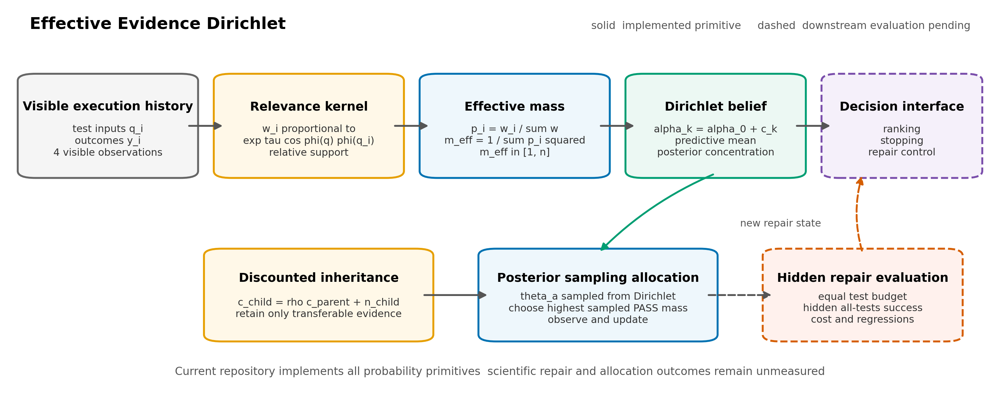 Effective Evidence Dirichlet
solid  implemented primitive     dashed  downstream evaluation pending
Visible execution history
test inputs q_i
outcomes y_i
4 visible observations
Relevance kernel
w_i proportional to
exp tau cos phi(q) phi(q_i)
relative support
Effective mass
p_i = w_i / sum w
m_eff = 1 / sum p_i squared
m_eff in [1, n]
Dirichlet belief
alpha_k = alpha_0 + c_k
predictive mean
posterior concentration
Decision interface
ranking
stopping
repair control
new repair state
Discounted inheritance
c_child = rho c_parent + n_child
retain only transferable evidence
Posterior sampling allocation
theta_a sampled from Dirichlet
choose highest sampled PASS mass
observe and update
Hidden repair evaluation
equal test budget
hidden all-tests success
cost and regressions
Current repository implements all probability primitives  scientific repair and allocation outcomes remain unmeasured